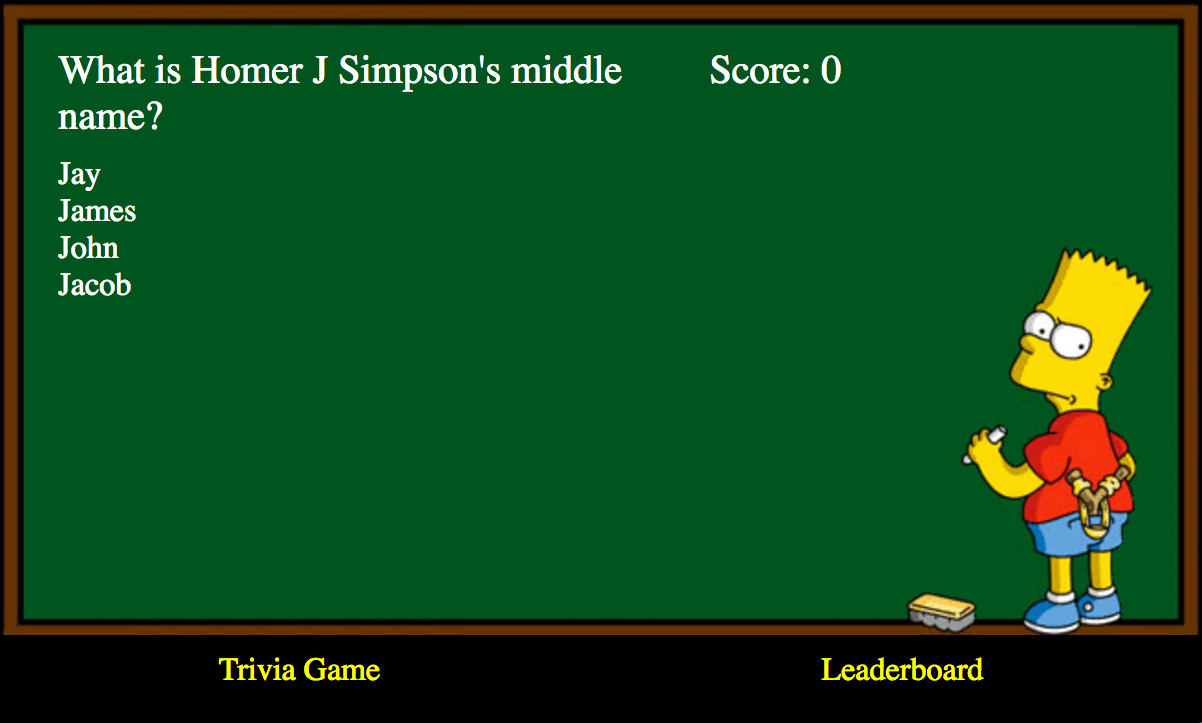 What is Homer J Simpson's middle
name?
Score: 0
Jay
James
John
Jacob
Trivia Game
Leaderboard